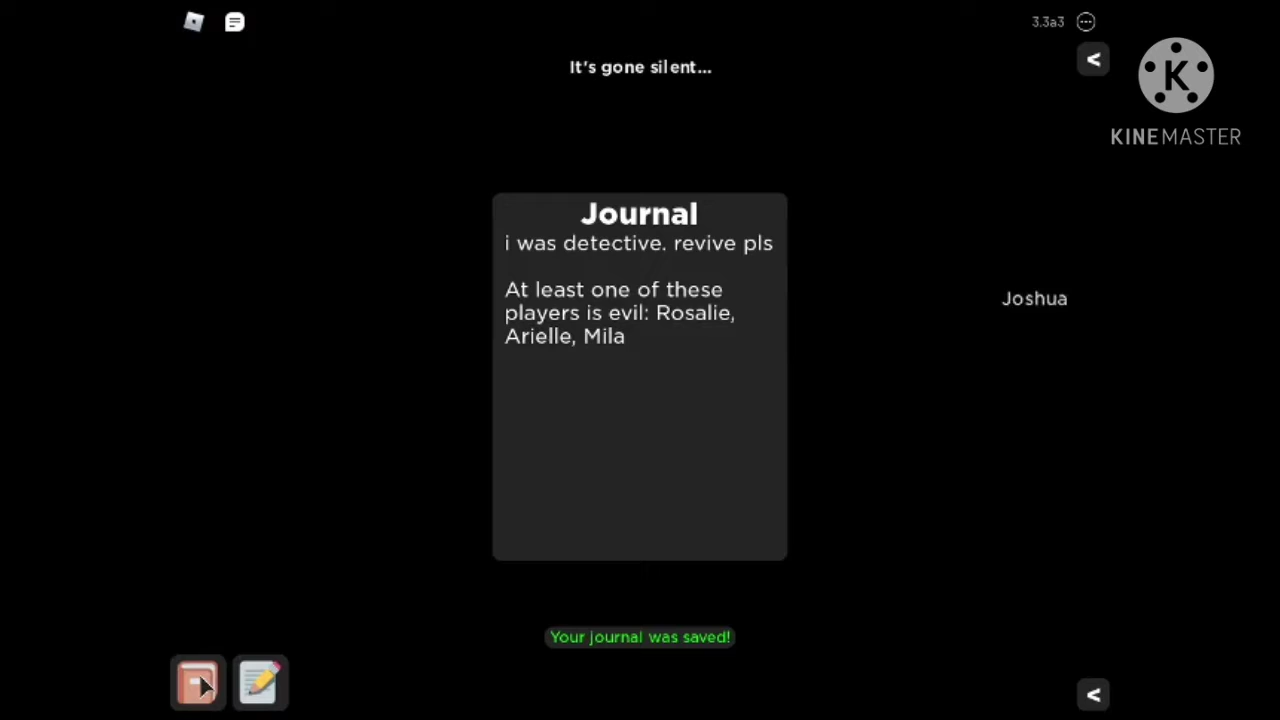 3.3a3
It's gone silent...
<
K
KINEMASTER
Journal
i was detective. revive pls
At least one of these
players is evil: Rosalie,
Arielle, Mila
Joshua
Your journal was saved!
<